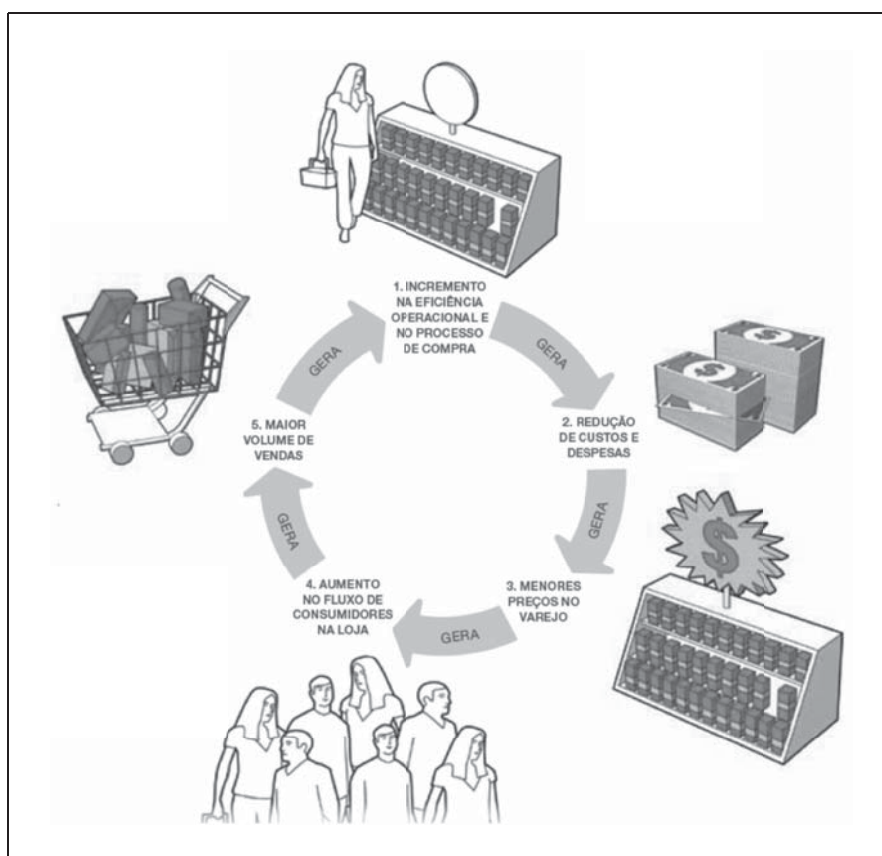 1. INCREMENTO
NA EFICIÊNCIA
OPERACIONAL E
NO PROCESSO
DE COMPRA
GERA
2. REDUÇÃO
DE CUSTOS E
DESPESAS
GERA
3. MENORES
PREÇOS NO
VAREJO
GERA
4. AUMENTO
NO FLUXO DE
CONSUMIDORES
NA LOJA
GERA
5. MAIOR
VOLUME DE
VENDAS
GERA
$
$
$